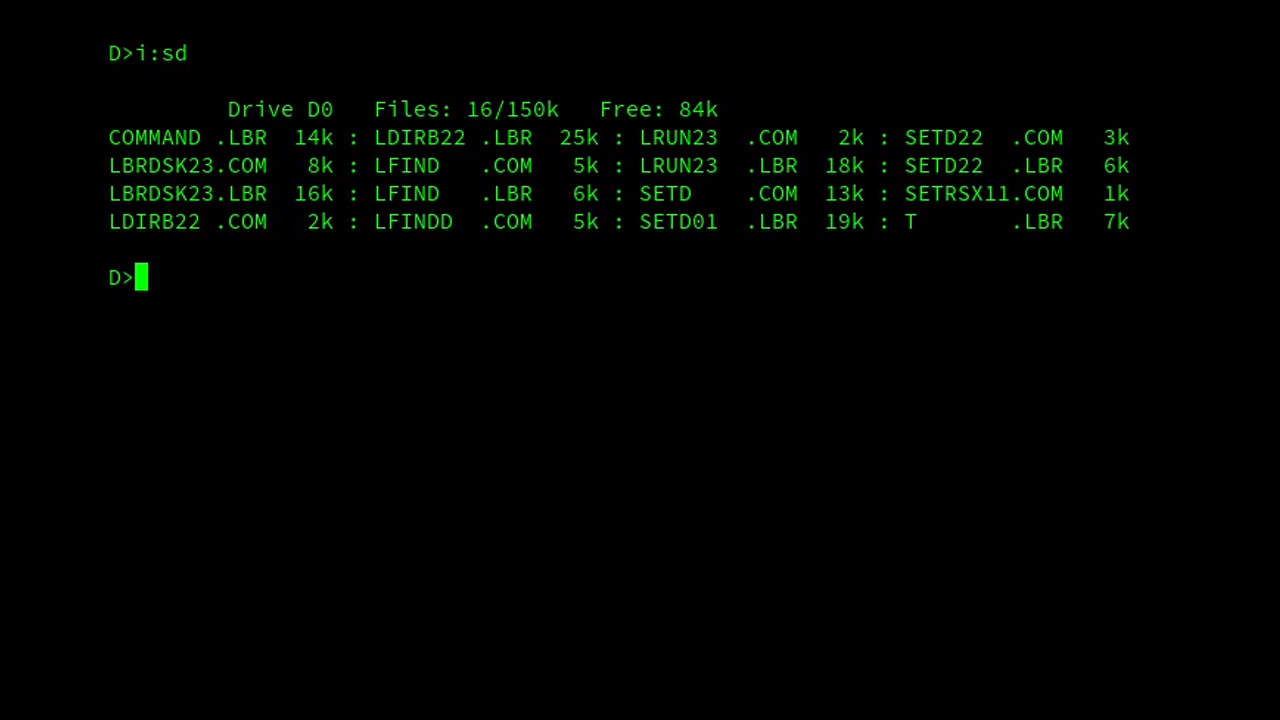 D>i:sd
         Drive D0   Files: 16/150k   Free: 84k
COMMAND .LBR  14k : LDIRB22 .LBR  25k : LRUN23  .COM   2k : SETD22  .COM   3k
LBRDSK23.COM   8k : LFIND   .COM   5k : LRUN23  .LBR  18k : SETD22  .LBR   6k
LBRDSK23.LBR  16k : LFIND   .LBR   6k : SETD    .COM  13k : SETRSX11.COM   1k
LDIRB22 .COM   2k : LFINDD  .COM   5k : SETD01  .LBR  19k : T       .LBR   7k
D>